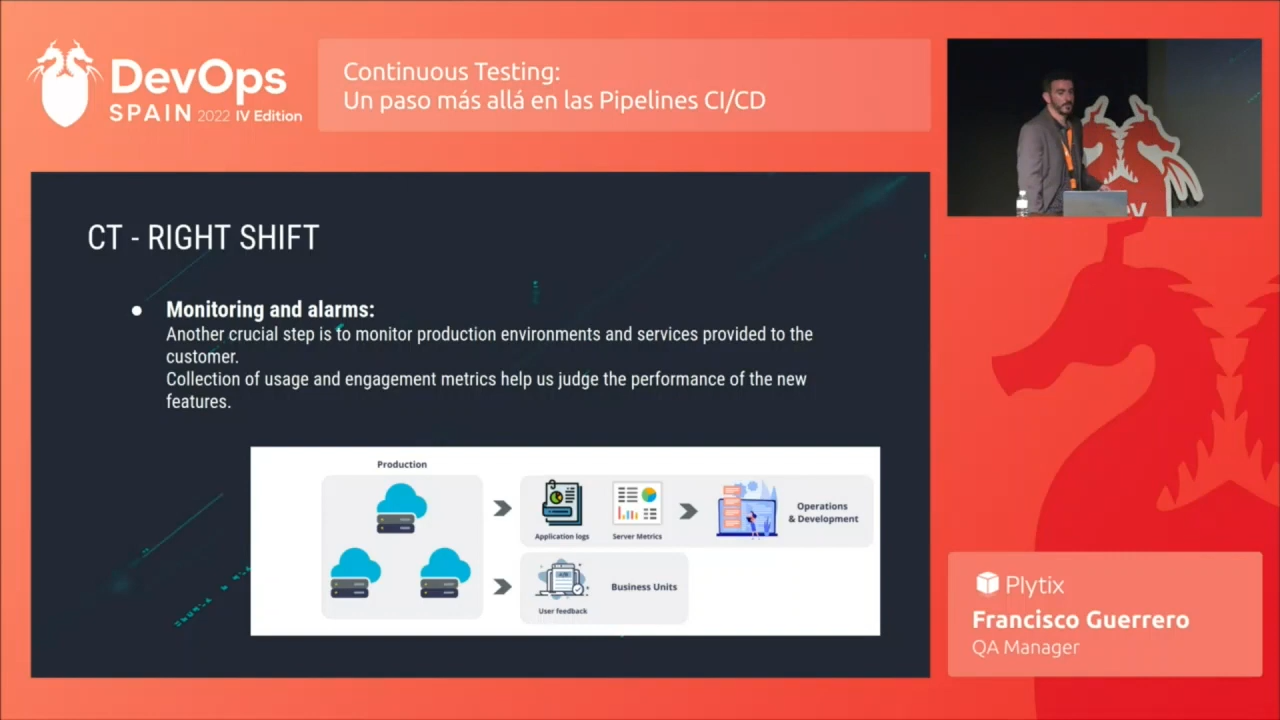 DevOps
SPAIN 2022 IV Edition
Continuous Testing:
Un paso más allá en las Pipelines CI/CD
CT - RIGHT SHIFT
● Monitoring and alarms:
Another crucial step is to monitor production environments and services provided to the
customer.
Collection of usage and engagement metrics help us judge the performance of the new
features.
Production
Application logs
Server Metrics
Operations
& Development
User feedback
Business Units
Plytix
Francisco Guerrero
QA Manager